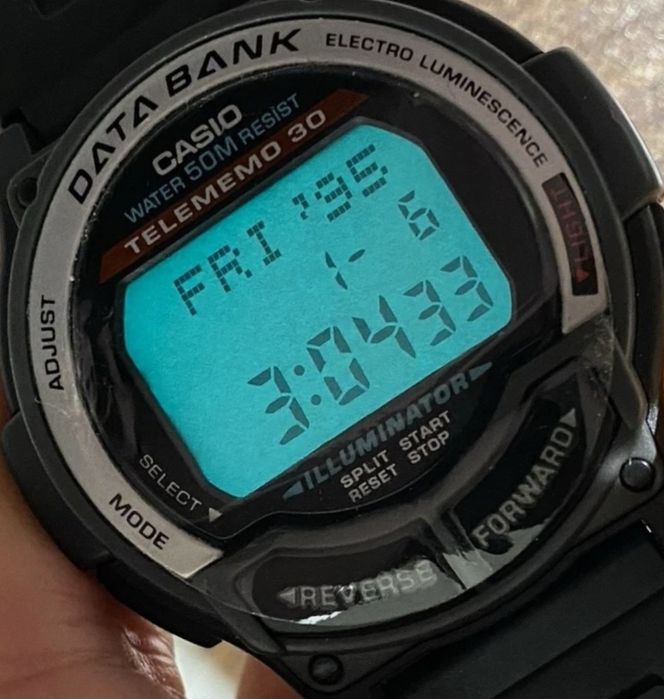 DATA BANK
ELECTRO LUMINESCENCE
CASIO
WATER 50M RESIST
TELEMEMO 30
LIGHT
FRI '95
1- 6
3:04 33
ADJUST
ILLUMINATOR
SPLIT START
RESET STOP
SELECT
MODE
FORWARD
REVERSE